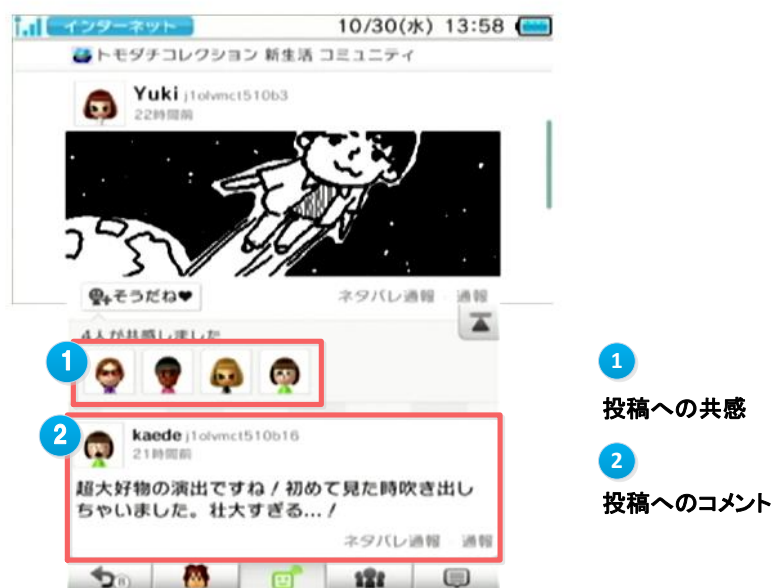 インターネット 10/30(水) 13:58
トモダチコレクション 新生活 コミュニティ
Yuki j1olvmct510b3
22時間前
そうだね♥
ネタバレ通報 通報
4人が共感しました
1
2
kaede j1olvmct510b16
21時間前
超大好物の演出ですね!初めて見た時吹き出し
ちゃいました。壮大すぎる...!
ネタバレ通報 通報
1
投稿への共感
2
投稿へのコメント